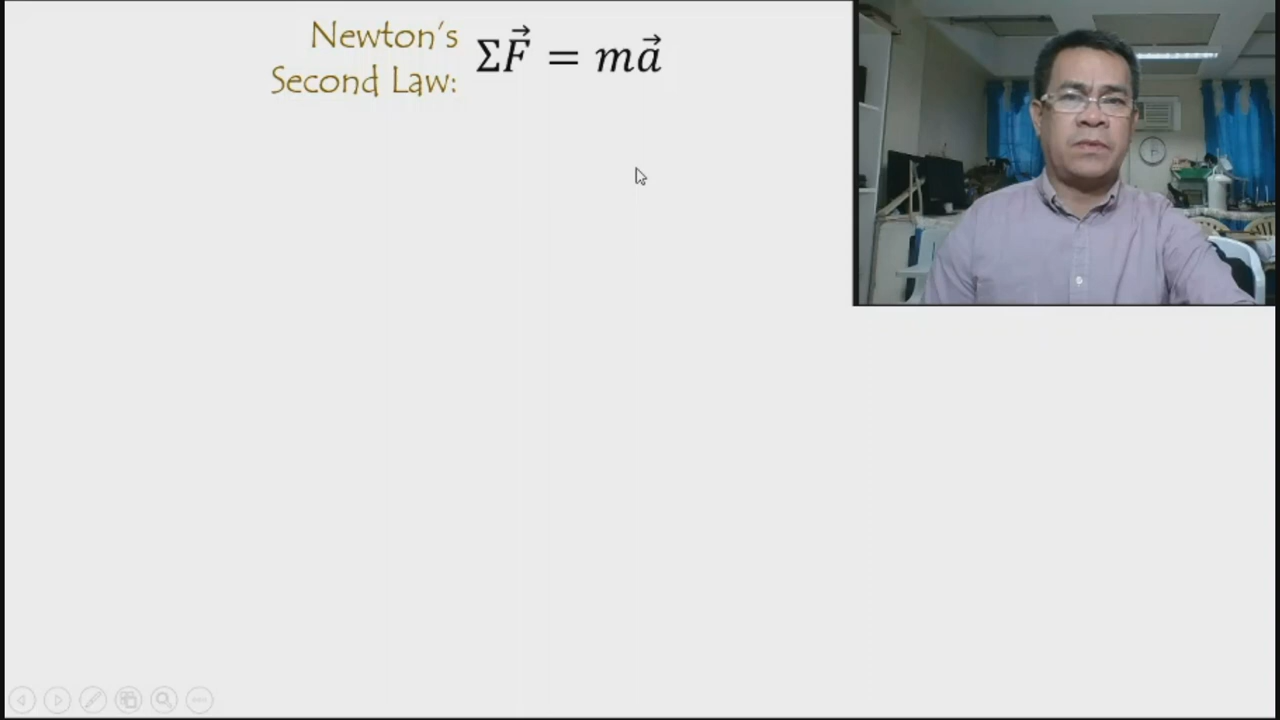 Newton's
Second Law:
ΣF⃗ = ma⃗